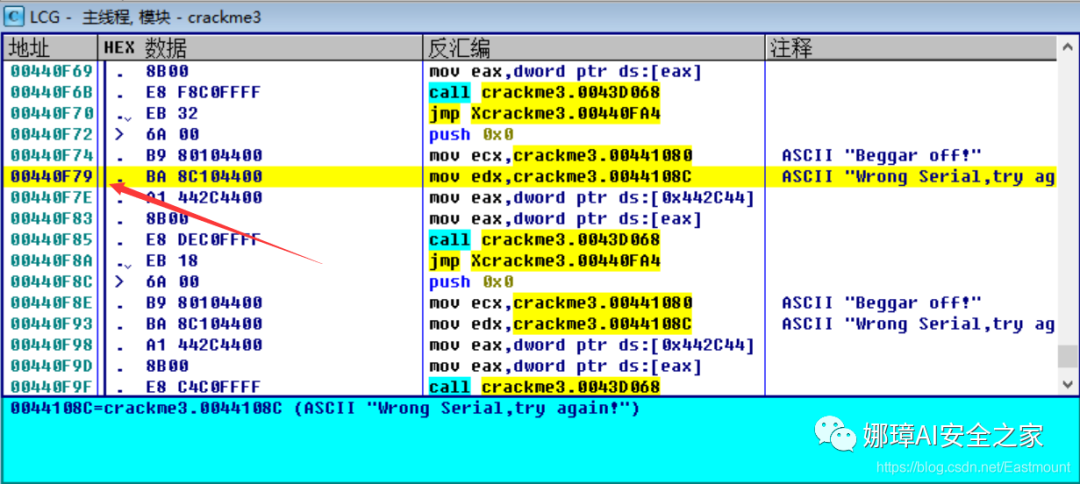 LCG - 主线程, 模块 - crackme3
地址 HEX 数据 反汇编 注释
00440F69 . 8B00 mov eax,dword ptr ds:[eax]
00440F6B . E8 F8C0FFFF call crackme3.0043D068
00440F70 .⌄ EB 32 jmp Xcrackme3.00440FA4
00440F72 > 6A 00 push 0x0
00440F74 . B9 80104400 mov ecx,crackme3.00441080 ASCII "Beggar off!"
00440F79 . BA 8C104400 mov edx,crackme3.0044108C ASCII "Wrong Serial,try ag
00440F7E . A1 442C4400 mov eax,dword ptr ds:[0x442C44]
00440F83 . 8B00 mov eax,dword ptr ds:[eax]
00440F85 . E8 DEC0FFFF call crackme3.0043D068
00440F8A .⌄ EB 18 jmp Xcrackme3.00440FA4
00440F8C > 6A 00 push 0x0
00440F8E . B9 80104400 mov ecx,crackme3.00441080 ASCII "Beggar off!"
00440F93 . BA 8C104400 mov edx,crackme3.0044108C ASCII "Wrong Serial,try ag
00440F98 . A1 442C4400 mov eax,dword ptr ds:[0x442C44]
00440F9D . 8B00 mov eax,dword ptr ds:[eax]
00440F9F . E8 C4C0FFFF call crackme3.0043D068
0044108C=crackme3.0044108C (ASCII "Wrong Serial,try again!")
娜璋AI安全之家
https://blog.csdn.net/Eastmount